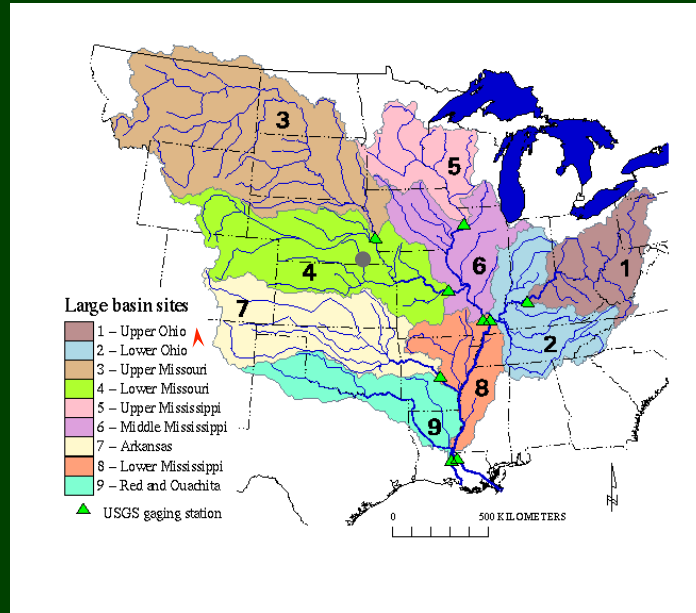 3
5
6
1
4
7
2
8
9
Large basin sites
1 – Upper Ohio
2 – Lower Ohio
3 – Upper Missouri
4 – Lower Missouri
5 – Upper Mississippi
6 – Middle Mississippi
7 – Arkansas
8 – Lower Mississippi
9 – Red and Ouachita
USGS gaging station
0 500 KILOMETERS
N